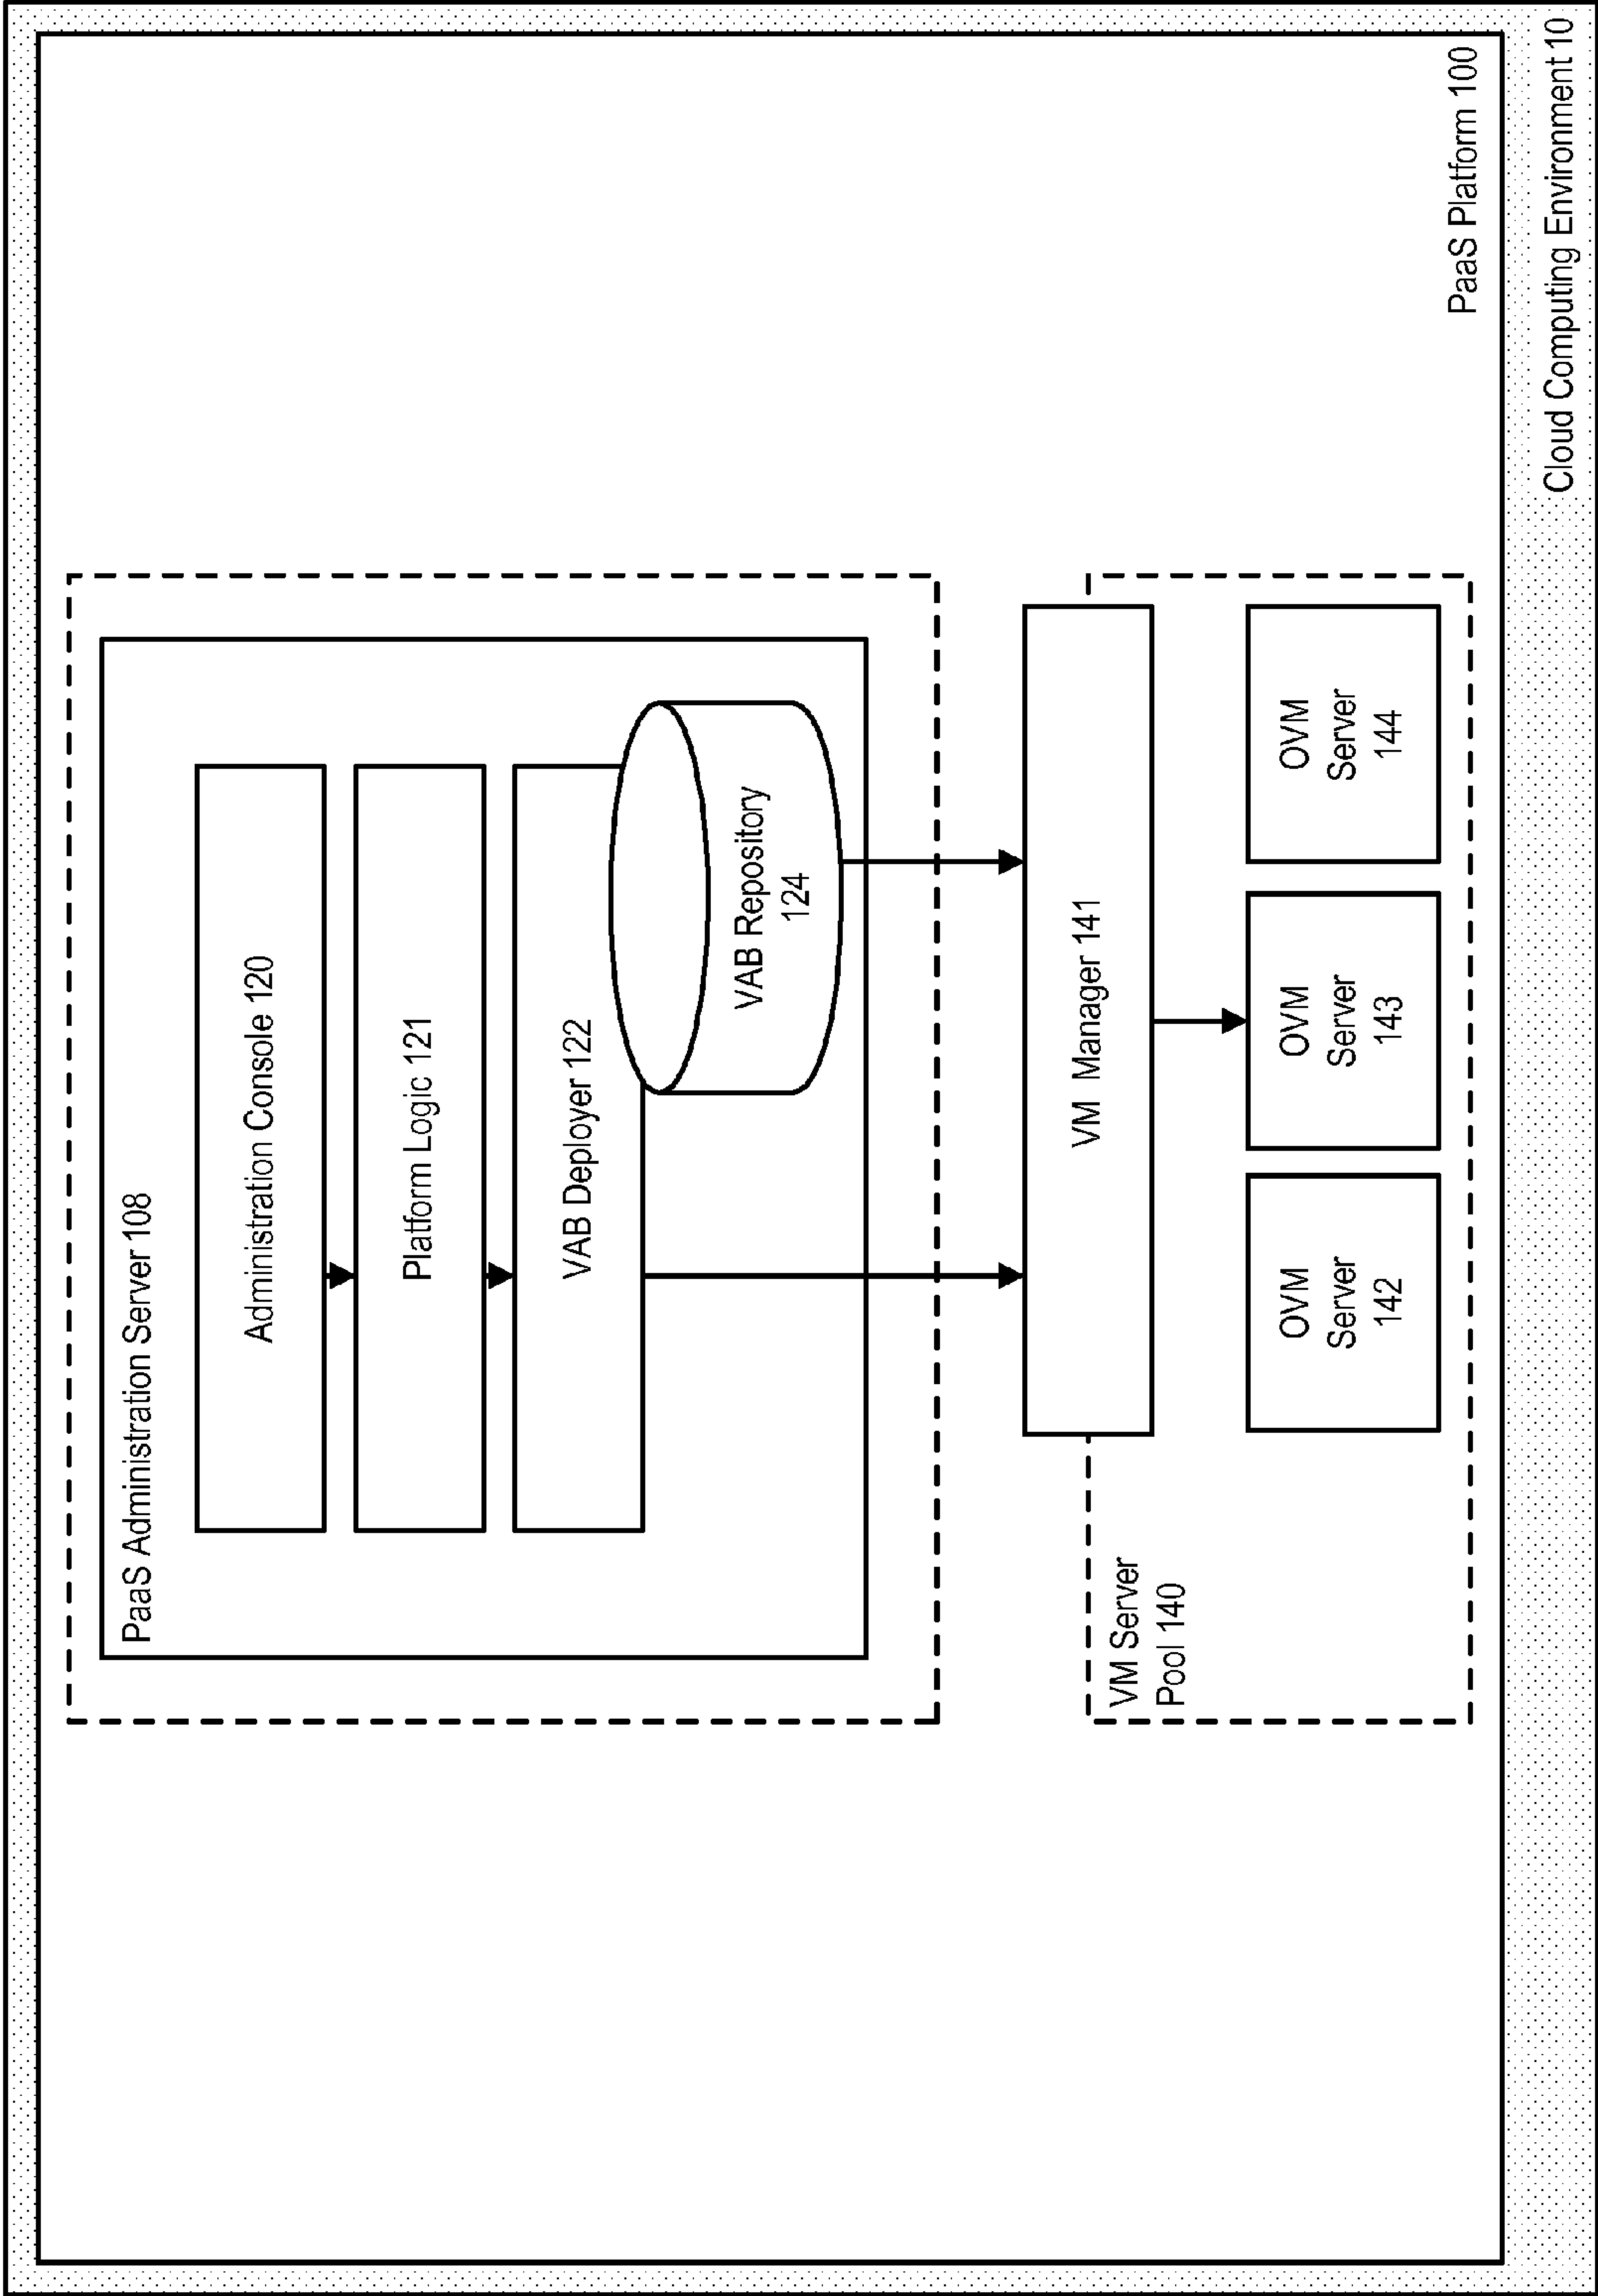 PaaS Administration Server 108
Administration Console 120
Platform Logic 121
VAB Deployer 122
VAB Repository
124
VM Manager 141
VM Server
Pool 140
OVM
Server
142
OVM
Server
143
OVM
Server
144
PaaS Platform 100
Cloud Computing Environment 10